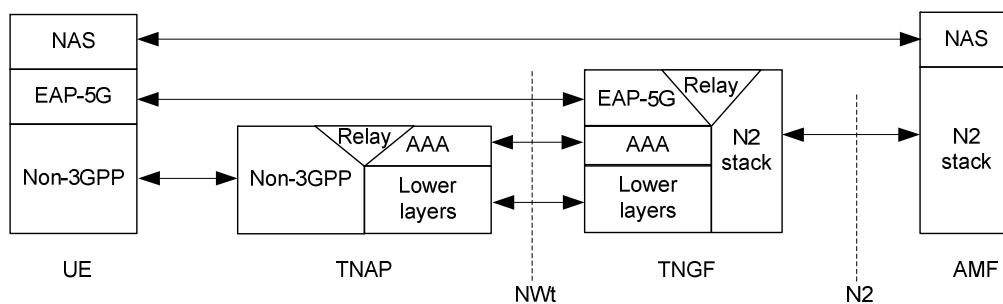 NAS
NAS
EAP-5G
EAP-5G
Relay
Relay
AAA
AAA
N2
stack
N2
stack
Non-3GPP
Non-3GPP
Lower
layers
Lower
layers
UE
TNAP
TNGF
AMF
NWt
N2